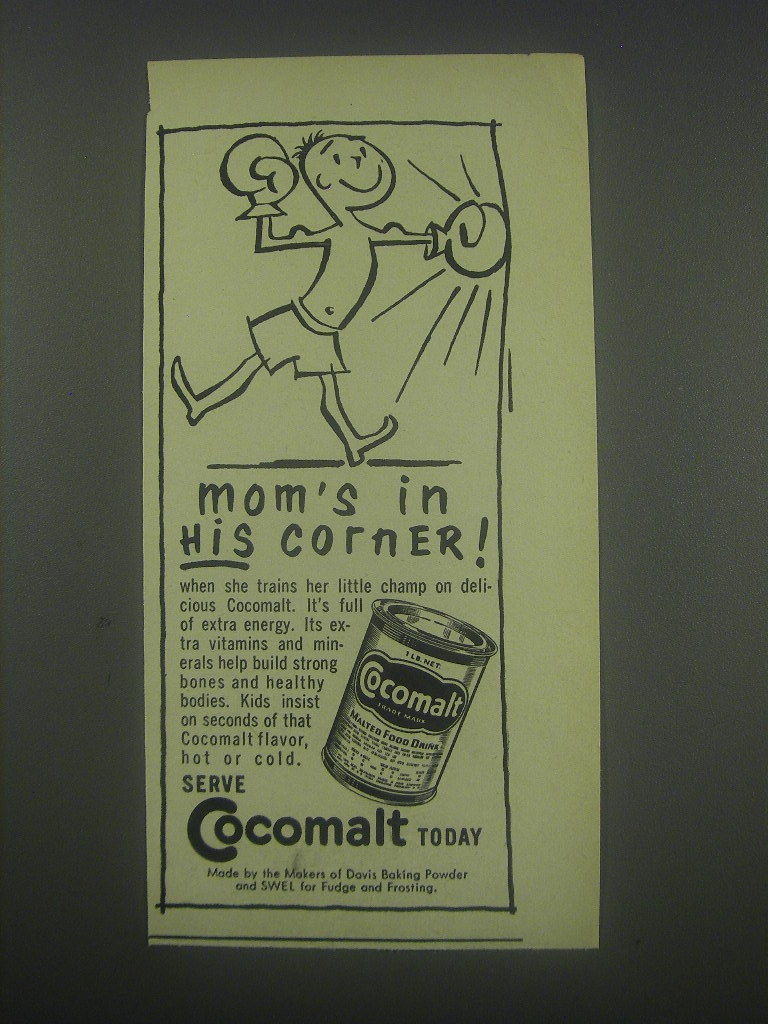 mom's in
HiS CORNER!
when she trains her little champ on deli-
cious Cocomalt. It's full
of extra energy. Its ex-
tra vitamins and min-
erals help build strong
bones and healthy
bodies. Kids insist
on seconds of that
Cocomalt flavor,
hot or cold.
1 LB. NET.
Cocomalt
TRADE MARK
MALTED FOOD DRINK
SERVE
Cocomalt TODAY
Made by the Makers of Davis Baking Powder
and SWEL for Fudge and Frosting.